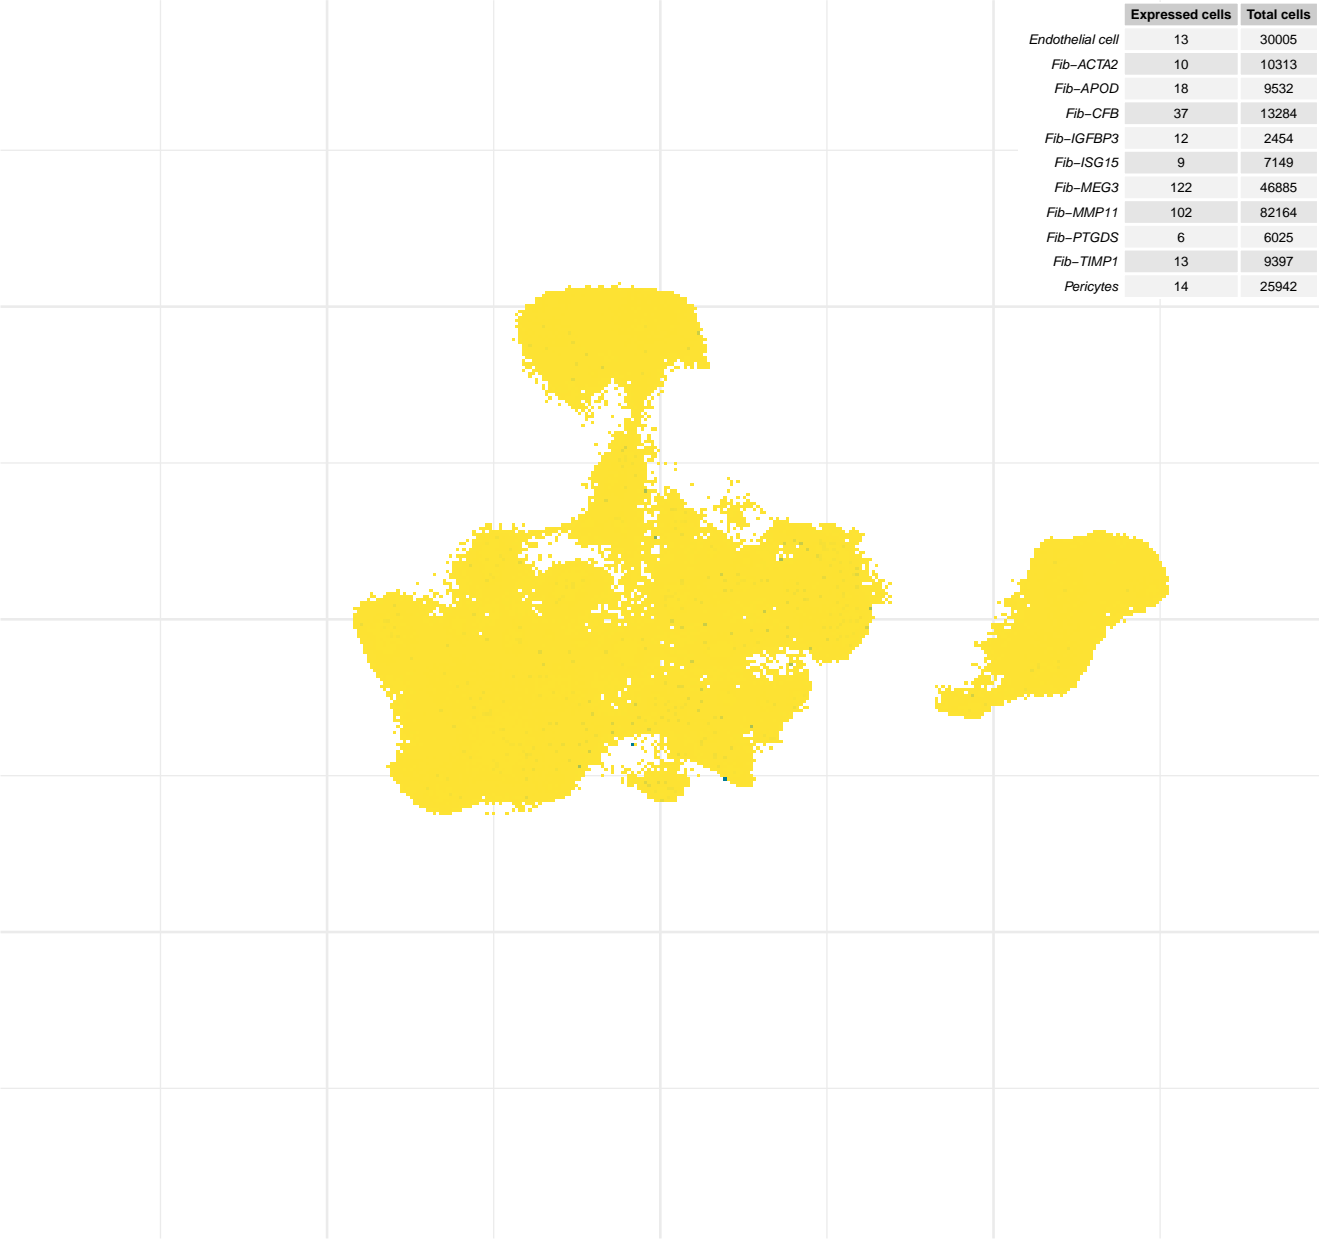 Expressed cells Total cells
Endothelial cell 13 30005
Fib−ACTA2 10 10313
Fib−APOD 18 9532
Fib−CFB 37 13284
Fib−IGFBP3 12 2454
Fib−ISG15 9 7149
Fib−MEG3 122 46885
Fib−MMP11 102 82164
Fib−PTGDS 6 6025
Fib−TIMP1 13 9397
Pericytes 14 25942